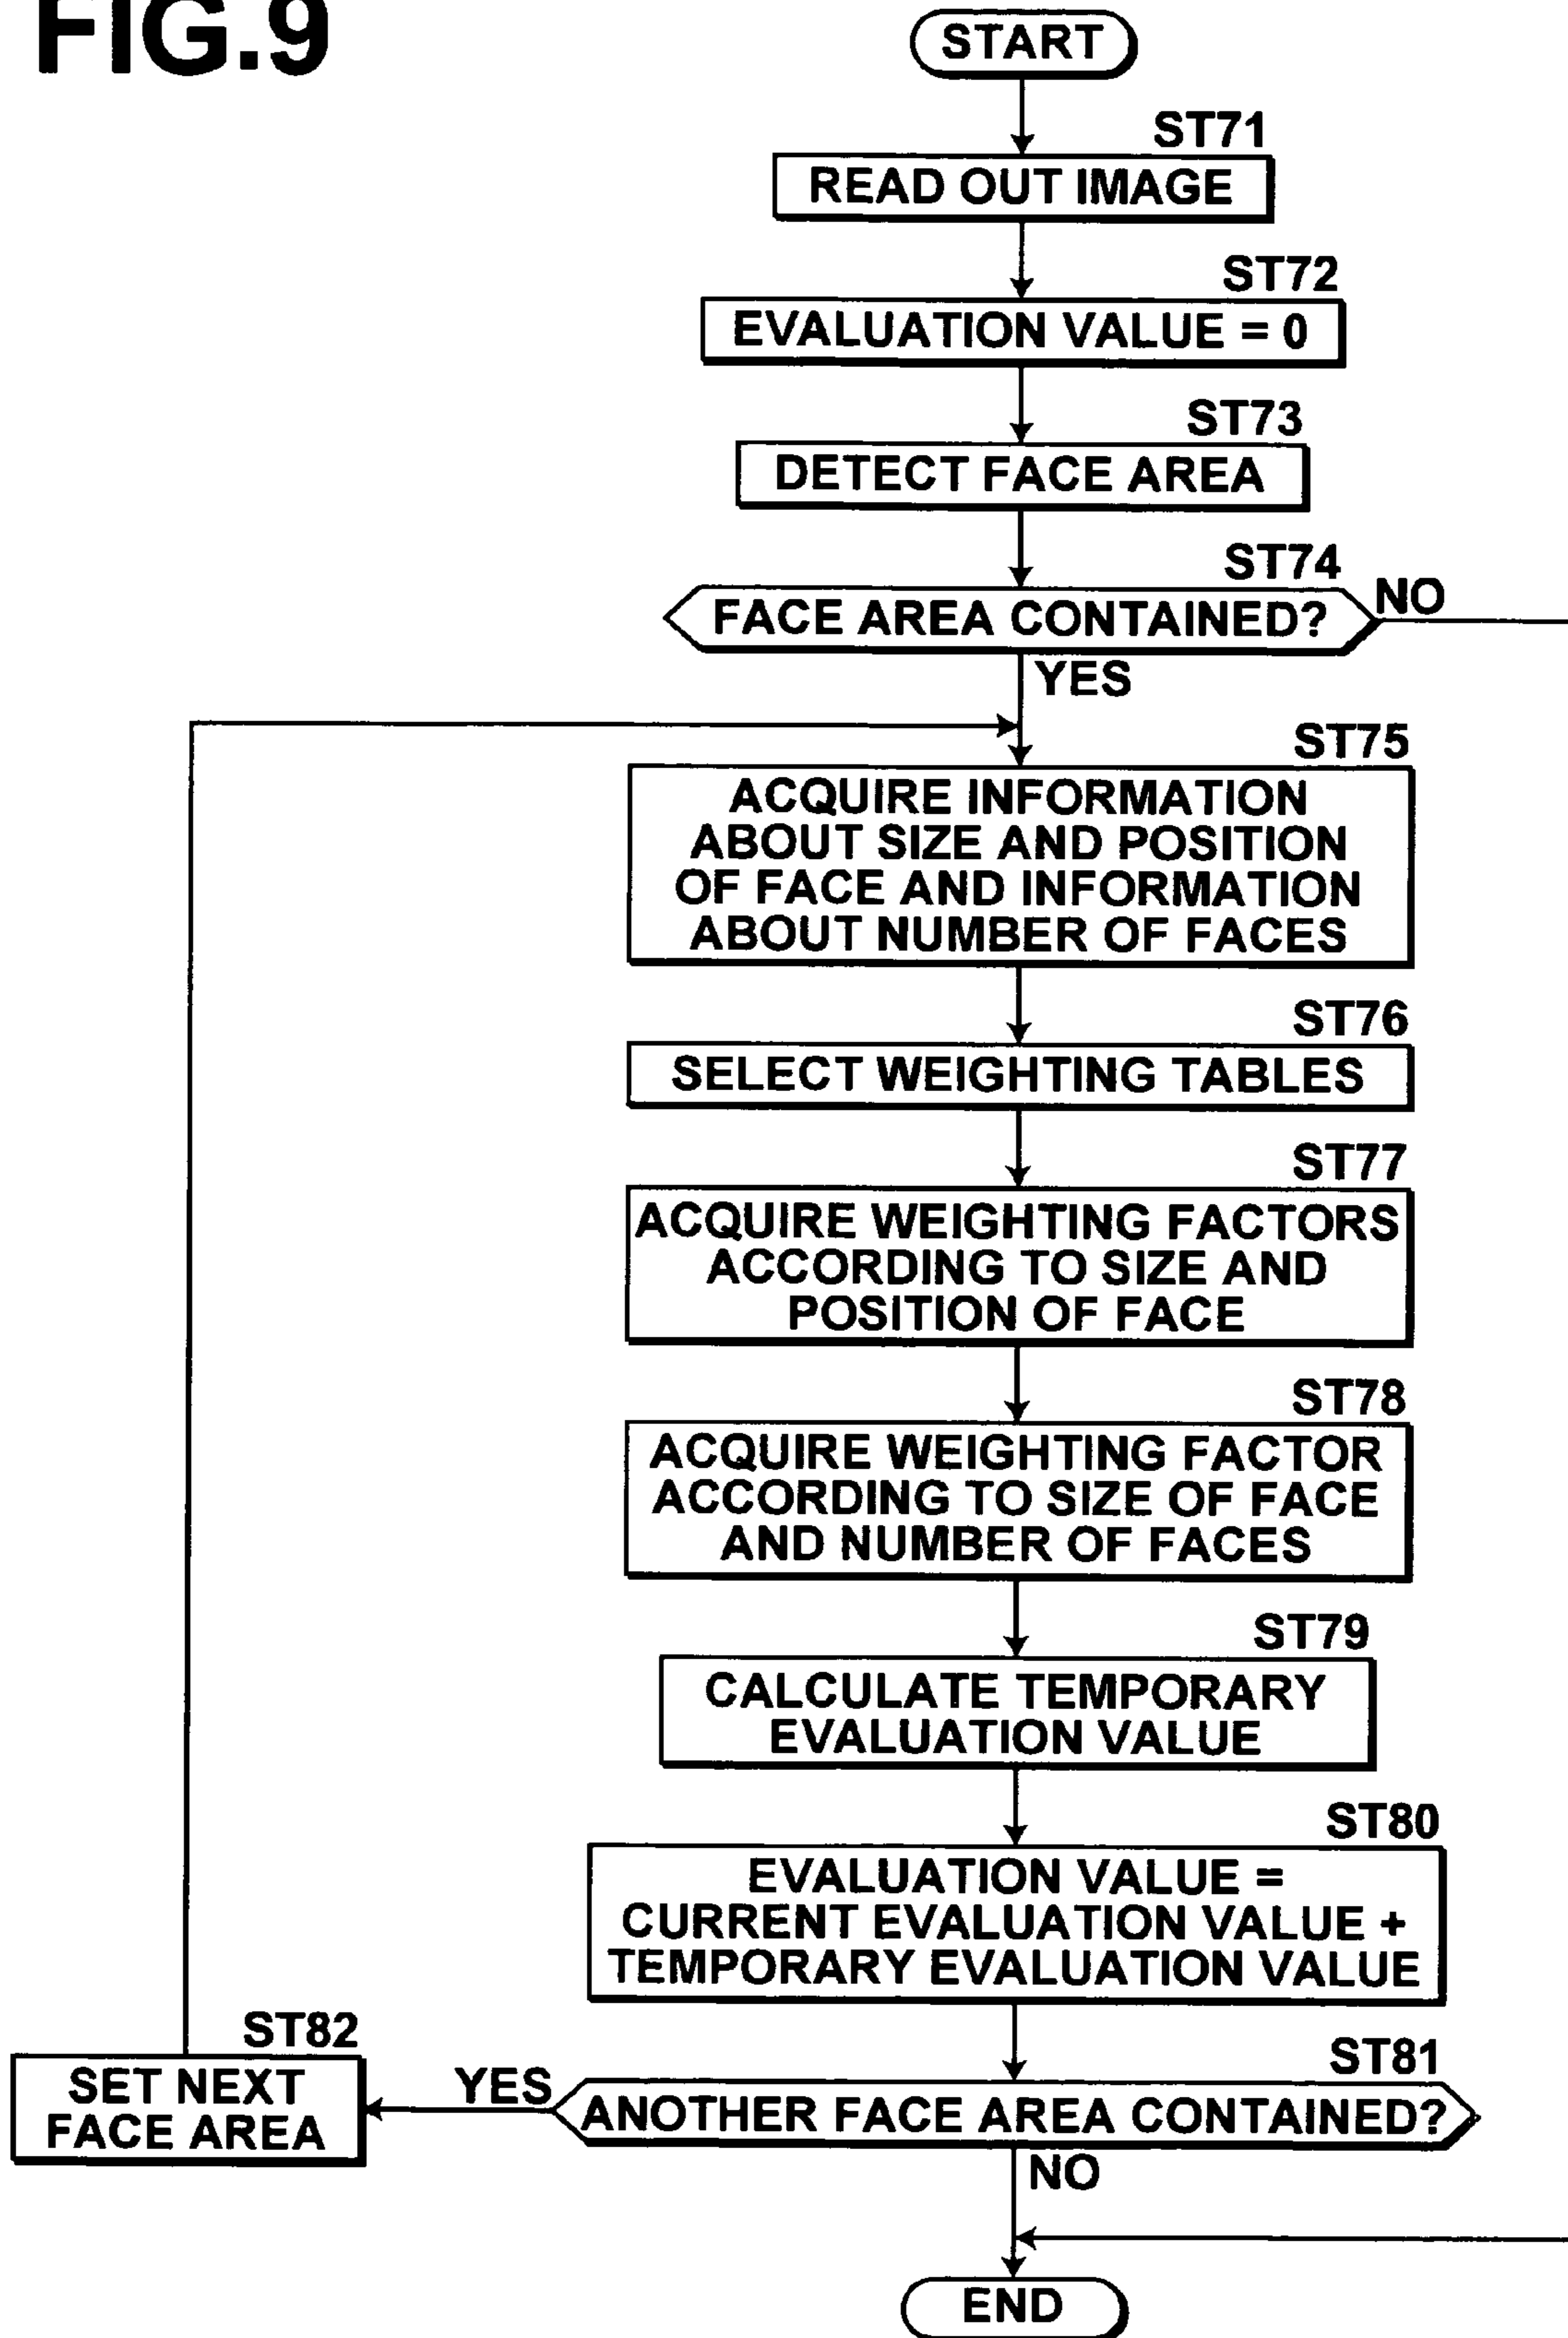 FIG.9
START
ST71
READ OUT IMAGE
ST72
EVALUATION VALUE = 0
ST73
DETECT FACE AREA
ST74
FACE AREA CONTAINED?
NO
YES
ST75
ACQUIRE INFORMATION
ABOUT SIZE AND POSITION
OF FACE AND INFORMATION
ABOUT NUMBER OF FACES
ST76
SELECT WEIGHTING TABLES
ST77
ACQUIRE WEIGHTING FACTORS
ACCORDING TO SIZE AND
POSITION OF FACE
ST78
ACQUIRE WEIGHTING FACTOR
ACCORDING TO SIZE OF FACE
AND NUMBER OF FACES
ST79
CALCULATE TEMPORARY
EVALUATION VALUE
ST80
EVALUATION VALUE =
CURRENT EVALUATION VALUE +
TEMPORARY EVALUATION VALUE
ST81
ANOTHER FACE AREA CONTAINED?
YES
ST82
SET NEXT
FACE AREA
NO
END